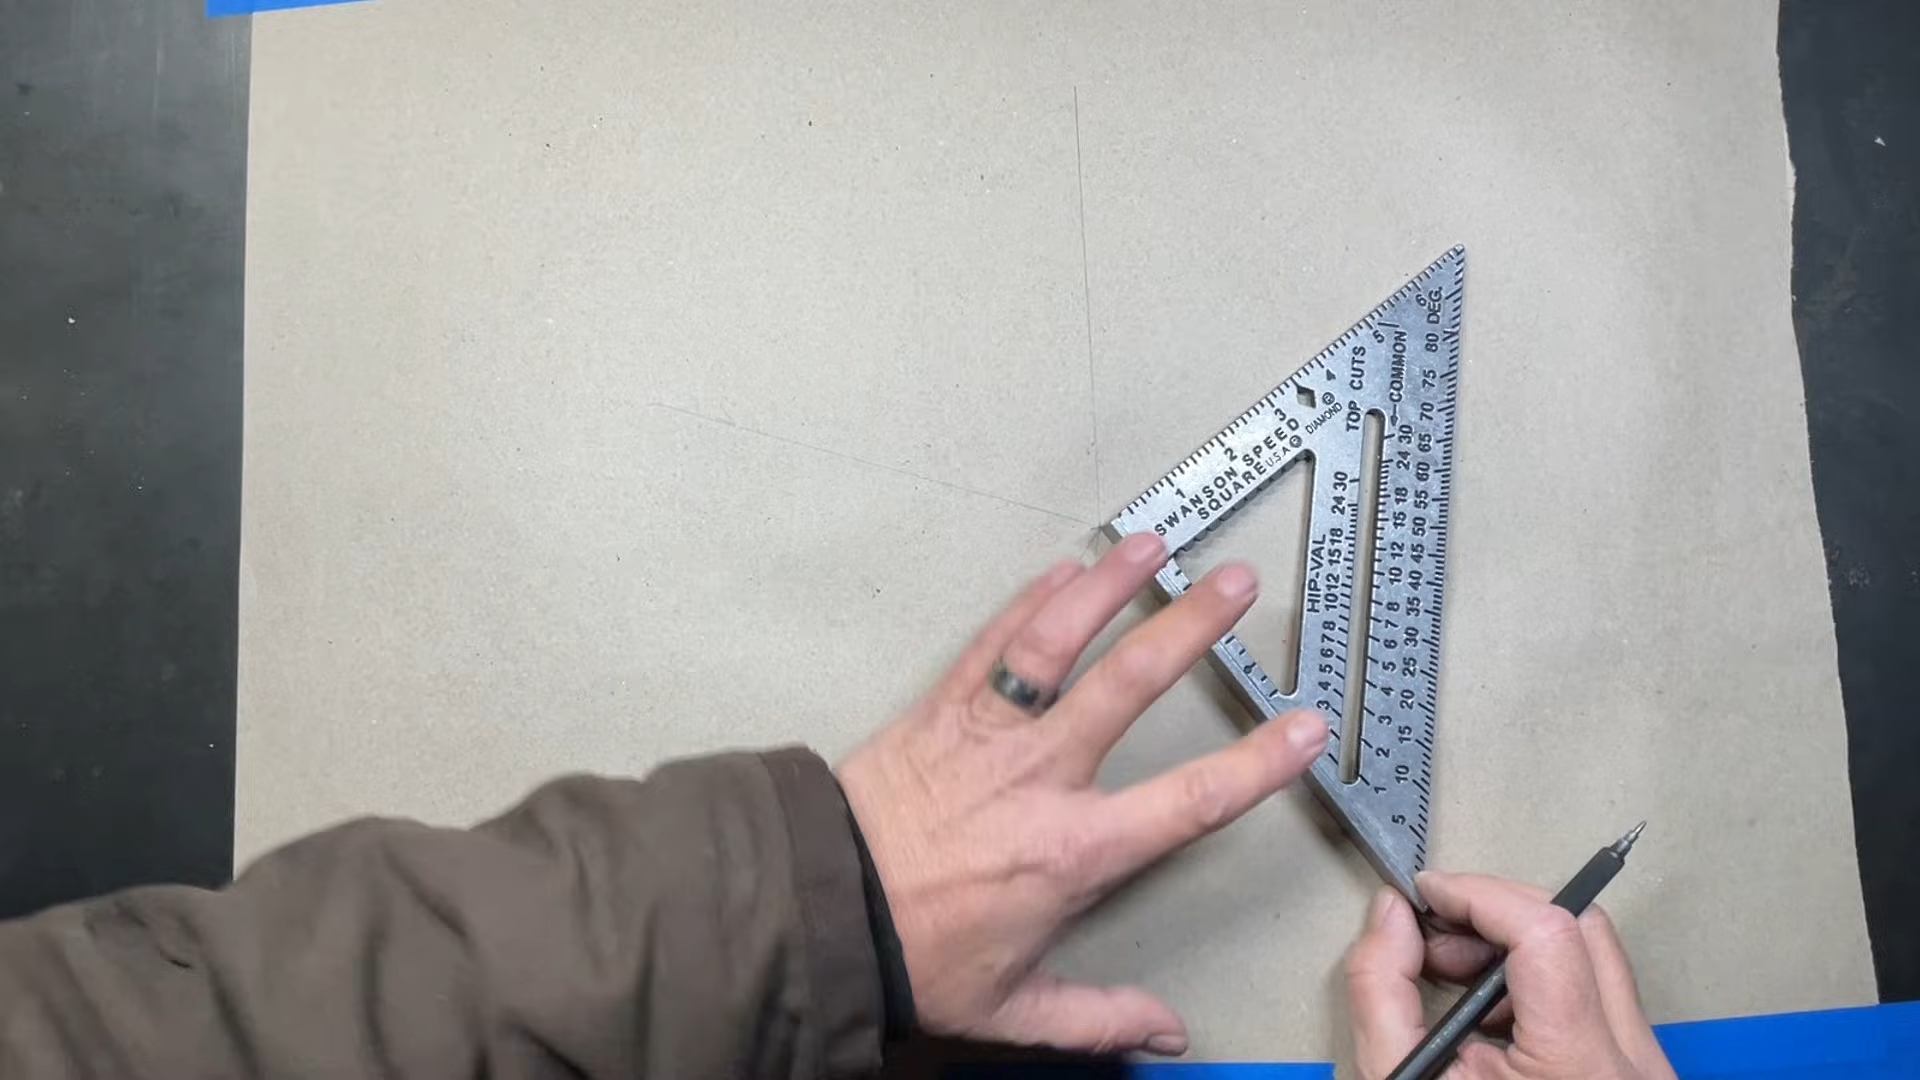 1 2 3 4 5 6
SWANSON SPEED
SQUARE U.S.A. ®
DIAMOND ®
TOP CUTS
←COMMON
DEG.
HIP-VAL
3 4 5 6 7 8 10 12 15 18 24 30
1 2 3 4 5 6 7 8 10 12 15 18 24 30
5 10 15 20 25 30 35 40 45 50 55 60 65 70 75 80